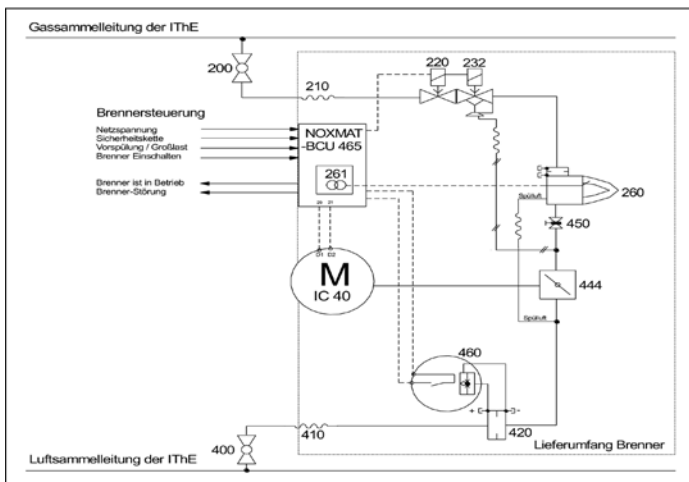 Gassammelleitung der IThE
200
210
220
232
Brennersteuerung
Netzspannung
Sicherheitskette
Vorspülung / Großlast
Brenner Einschalten
NOXMAT
-BCU 465
261
Brenner ist in Betrieb
Brenner-Störung
Spülluft
260
450
D1 D2
M
IC 40
444
Spülluft
460
+
-
420
410
400
Lieferumfang Brenner
Luftsammelleitung der IThE